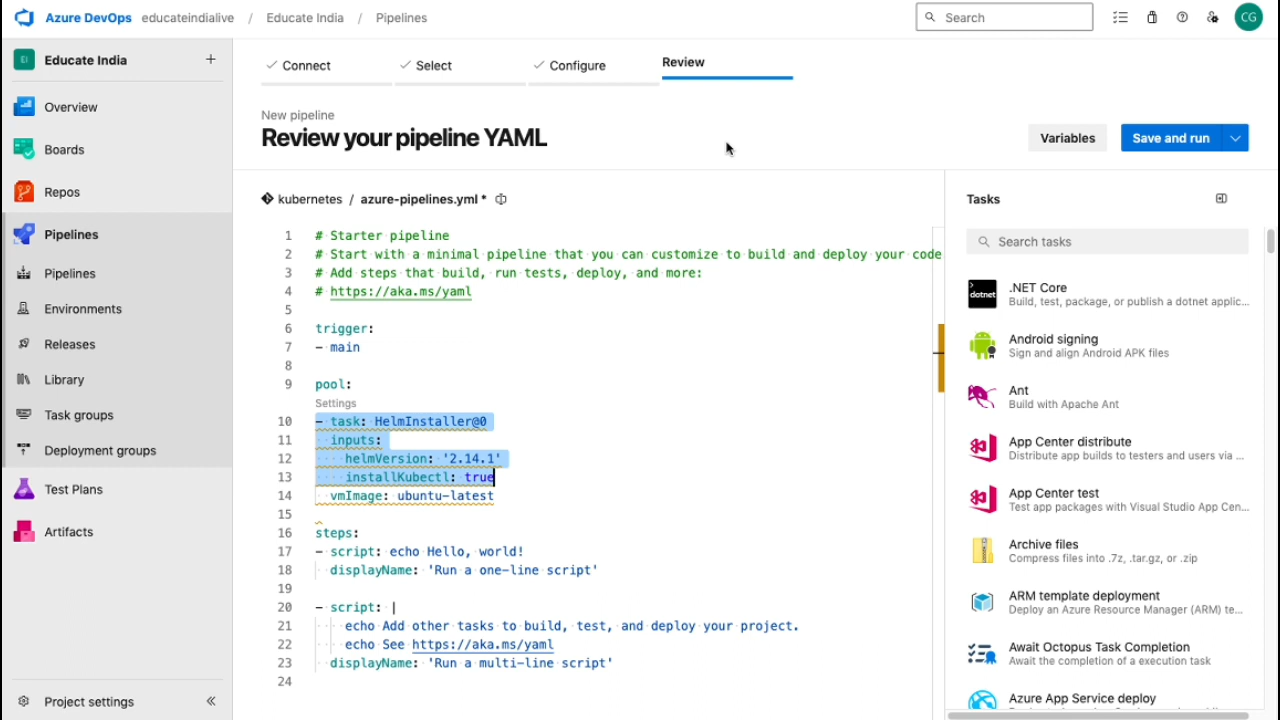 Azure DevOps educateindialive / Educate India / Pipelines
Search
CG
EI Educate India +
Overview
Boards
Repos
Pipelines
Pipelines
Environments
Releases
Library
Task groups
Deployment groups
Test Plans
Artifacts
Project settings
Connect
Select
Configure
Review
New pipeline
Review your pipeline YAML
Variables
Save and run
kubernetes / azure-pipelines.yml *
1 # Starter pipeline
2 # Start with a minimal pipeline that you can customize to build and deploy your code
3 # Add steps that build, run tests, deploy, and more:
4 # https://aka.ms/yaml
5
6 trigger:
7 - main
8
9 pool:
Settings
10 - task: HelmInstaller@0
11 inputs:
12 helmVersion: '2.14.1'
13 installKubectl: true
14 vmImage: ubuntu-latest
15
16 steps:
17 - script: echo Hello, world!
18 displayName: 'Run a one-line script'
19
20 - script: |
21 echo Add other tasks to build, test, and deploy your project.
22 echo See https://aka.ms/yaml
23 displayName: 'Run a multi-line script'
24
Tasks
Search tasks
dotnet
.NET Core
Build, test, package, or publish a dotnet applic...
Android signing
Sign and align Android APK files
Ant
Build with Apache Ant
App Center distribute
Distribute app builds to testers and users via ...
App Center test
Test app packages with Visual Studio App Cen...
Archive files
Compress files into .7z, .tar.gz, or .zip
ARM template deployment
Deploy an Azure Resource Manager (ARM) te...
Await Octopus Task Completion
Await the completion of a execution task
Azure App Service deploy